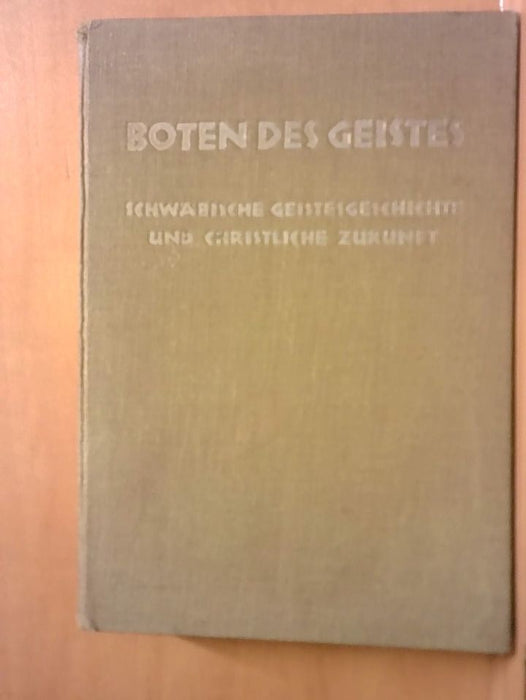 BOTEN DES GEISTES
SCHWÄBISCHE GEISTESGESCHICHTE
UND CHRISTLICHE ZUKUNFT